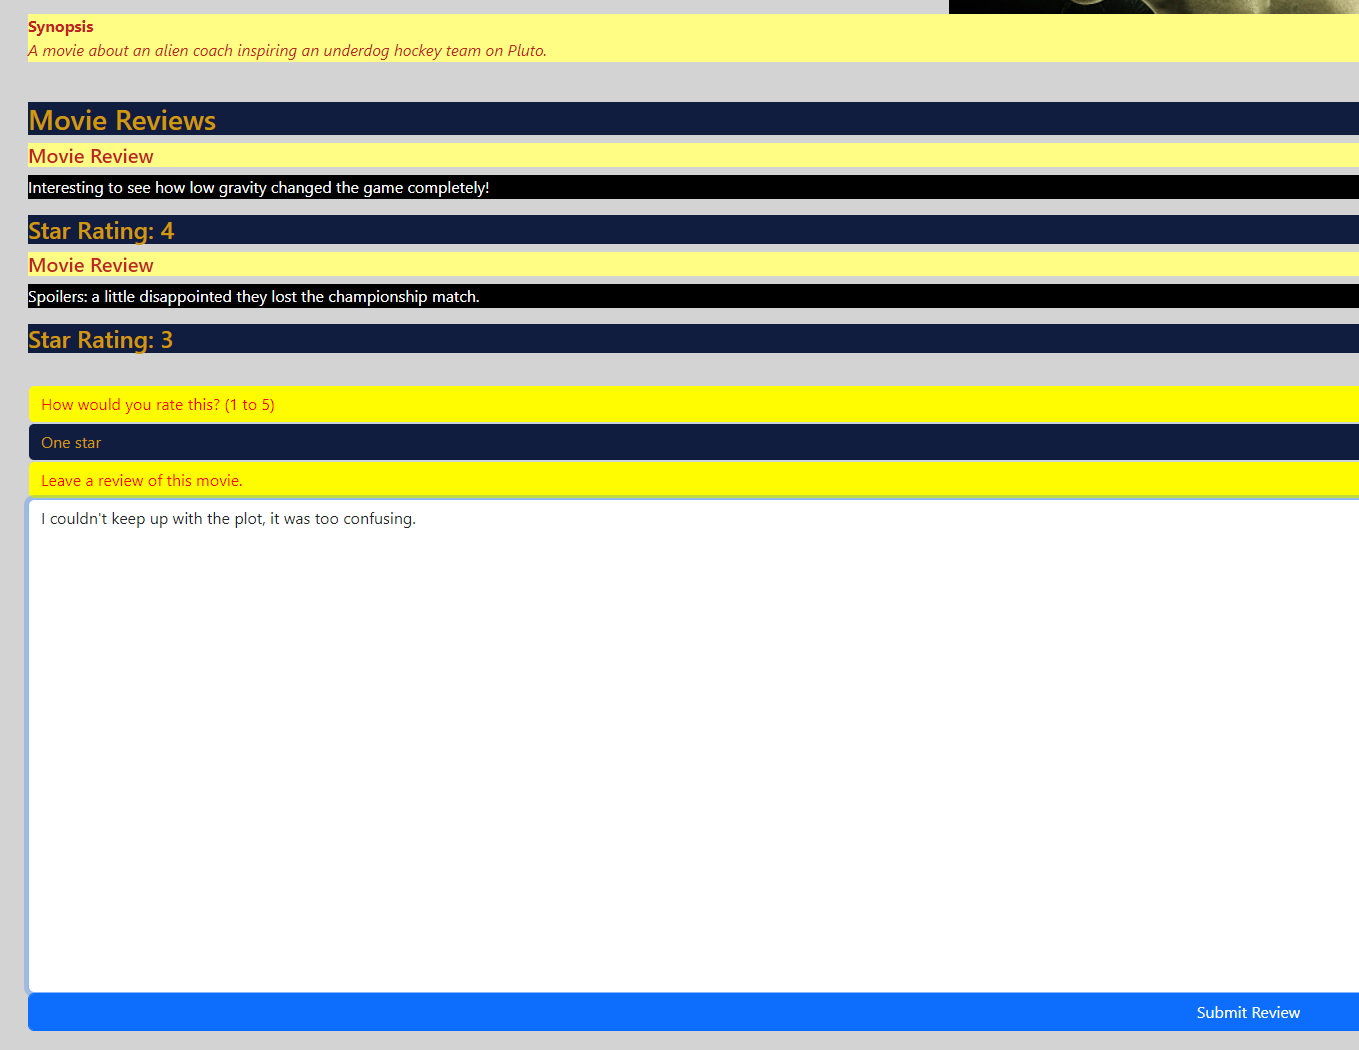 Synopsis
A movie about an alien coach inspiring an underdog hockey team on Pluto.
Movie Reviews
Movie Review
Interesting to see how low gravity changed the game completely!
Star Rating: 4
Movie Review
Spoilers: a little disappointed they lost the championship match.
Star Rating: 3
How would you rate this? (1 to 5)
One star
Leave a review of this movie.
I couldn't keep up with the plot, it was too confusing.
Submit Review